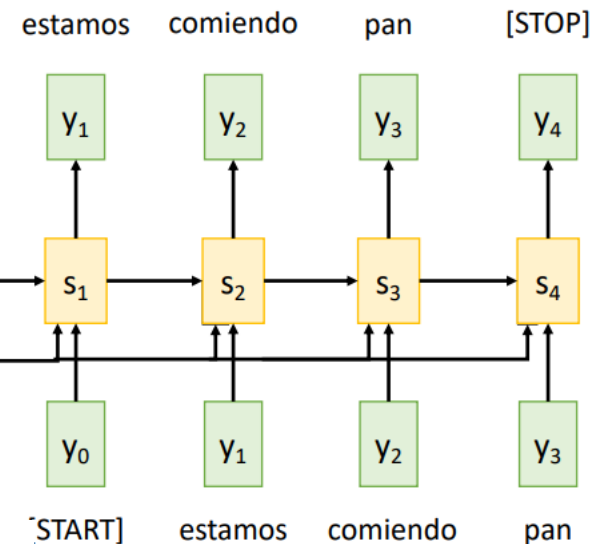 estamos comiendo pan [STOP]
y₁ y₂ y₃ y₄
s₁ s₂ s₃ s₄
y₀ y₁ y₂ y₃
[START] estamos comiendo pan